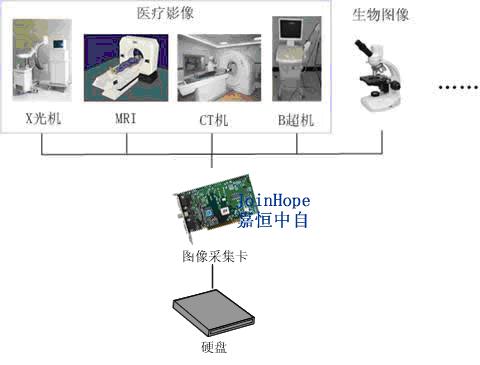 医疗影像
生物图像
X光机
MRI
CT机
B超机
……
JoinHope
嘉恒中自
图像采集卡
硬盘